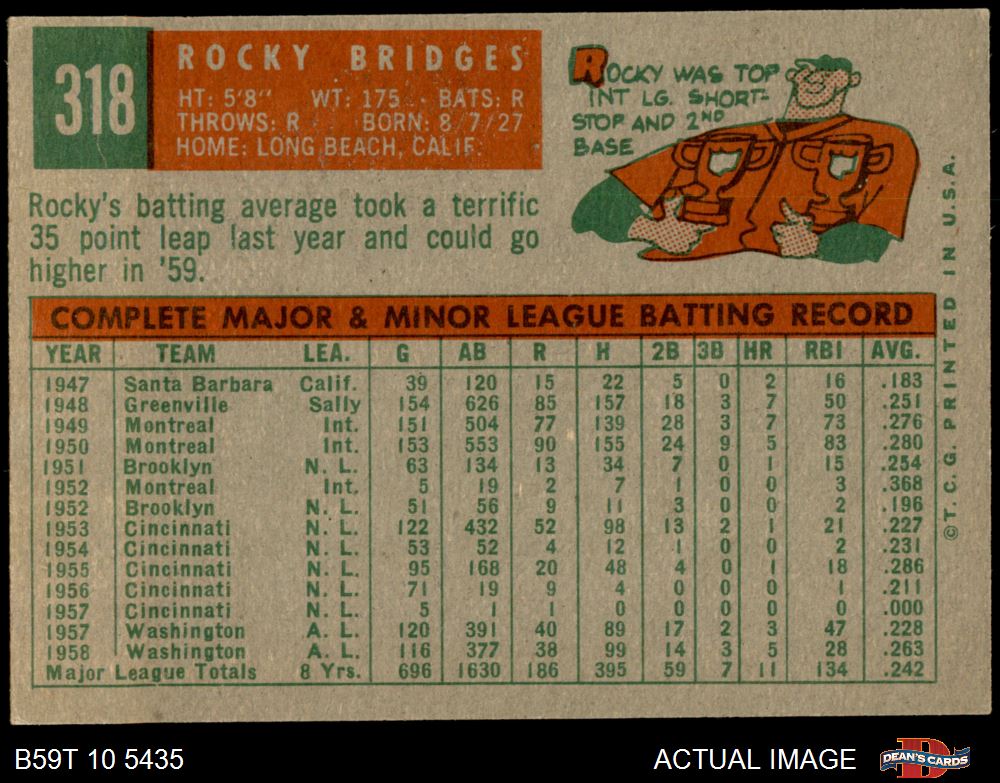 318
ROCKY BRIDGES
HT: 5'8" WT: 175 BATS: R
THROWS: R BORN: 8/7/27
HOME: LONG BEACH, CALIF.
ROCKY WAS TOP
INT LG. SHORT-
STOP AND 2ND
BASE
Rocky's batting average took a terrific
35 point leap last year and could go
higher in '59.
COMPLETE MAJOR & MINOR LEAGUE BATTING RECORD
YEAR TEAM LEA. G AB R H 2B 3B HR RBI AVG.
1947 Santa Barbara Calif. 39 120 15 22 5 0 2 16 .183
1948 Greenville Sally 154 626 85 157 18 3 7 50 .251
1949 Montreal Int. 151 504 77 139 28 3 7 73 .276
1950 Montreal Int. 153 553 90 155 24 9 5 83 .280
1951 Brooklyn N. L. 63 134 13 34 7 0 1 15 .254
1952 Montreal Int. 5 19 2 7 1 0 0 3 .368
1952 Brooklyn N. L. 51 56 9 11 3 0 0 2 .196
1953 Cincinnati N. L. 122 432 52 98 13 2 1 21 .227
1954 Cincinnati N. L. 53 52 4 12 1 0 0 2 .231
1955 Cincinnati N. L. 95 168 20 48 4 0 1 18 .286
1956 Cincinnati N. L. 71 19 9 4 0 0 0 1 .211
1957 Cincinnati N. L. 5 1 1 0 0 0 0 0 .000
1957 Washington A. L. 120 391 40 89 17 2 3 47 .228
1958 Washington A. L. 116 377 38 99 14 3 5 28 .263
Major League Totals 8 Yrs. 696 1630 186 395 59 7 11 134 .242
©T. C. G. PRINTED IN U.S.A.
B59T 10 5435
ACTUAL IMAGE
DEAN'S CARDS